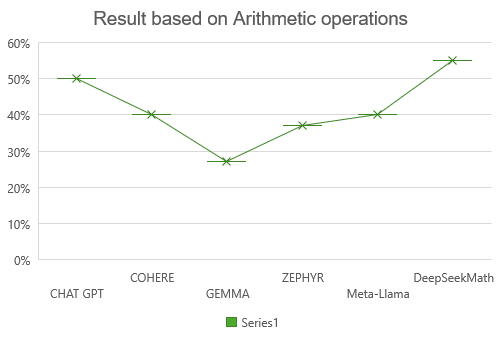 Result based on Arithmetic operations
60%
50%
40%
30%
20%
10%
0%
CHAT GPT
COHERE
GEMMA
ZEPHYR
Meta-Llama
DeepSeekMath
Series1